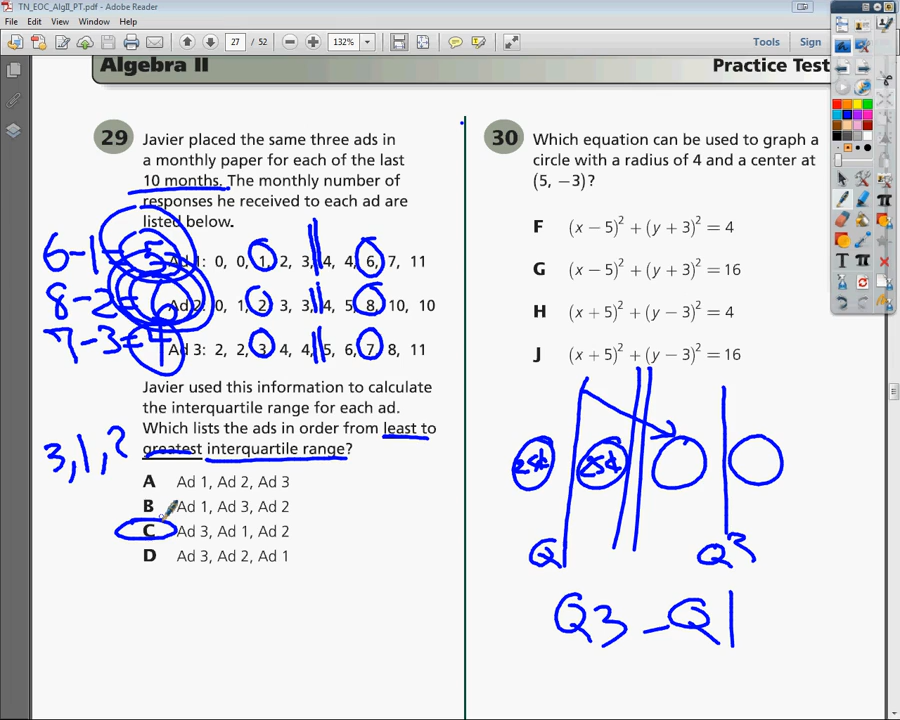 TN_EOC_AlgII_PT.pdf - Adobe Reader
File Edit View Window Help
27 / 52
132%
Tools Sign
Algebra II
Practice Test
29
Javier placed the same three ads in
a monthly paper for each of the last
10 months. The monthly number of
responses he received to each ad are
listed below.
6-1=5
Ad 1: 0, 0, 1, 2, 3, 4, 4, 6, 7, 11
8-2=6
Ad 2: 0, 1, 2, 3, 3, 4, 5, 8, 10, 10
7-3=4
Ad 3: 2, 2, 3, 4, 4, 5, 6, 7, 8, 11
Javier used this information to calculate
the interquartile range for each ad.
Which lists the ads in order from least to
greatest interquartile range?
3,1,2
A Ad 1, Ad 2, Ad 3
B Ad 1, Ad 3, Ad 2
C Ad 3, Ad 1, Ad 2
D Ad 3, Ad 2, Ad 1
30
Which equation can be used to graph a
circle with a radius of 4 and a center at
(5, −3)?
F (x − 5)² + (y + 3)² = 4
G (x − 5)² + (y + 3)² = 16
H (x + 5)² + (y − 3)² = 4
J (x + 5)² + (y − 3)² = 16
Q3 - Q1